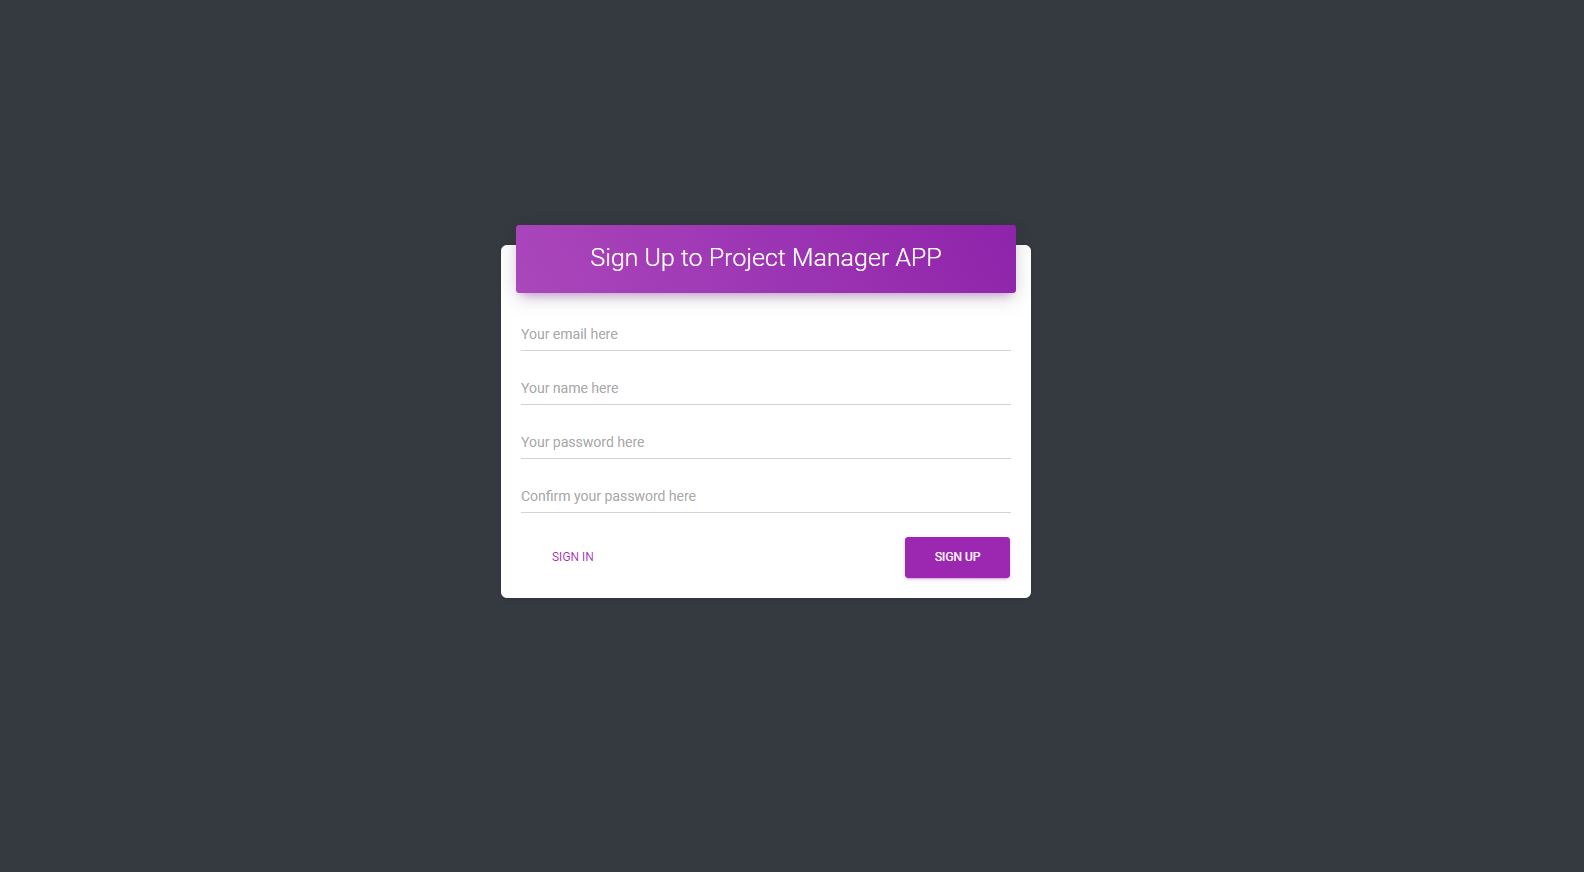 Sign Up to Project Manager APP
Your email here
Your name here
Your password here
Confirm your password here
SIGN IN
SIGN UP